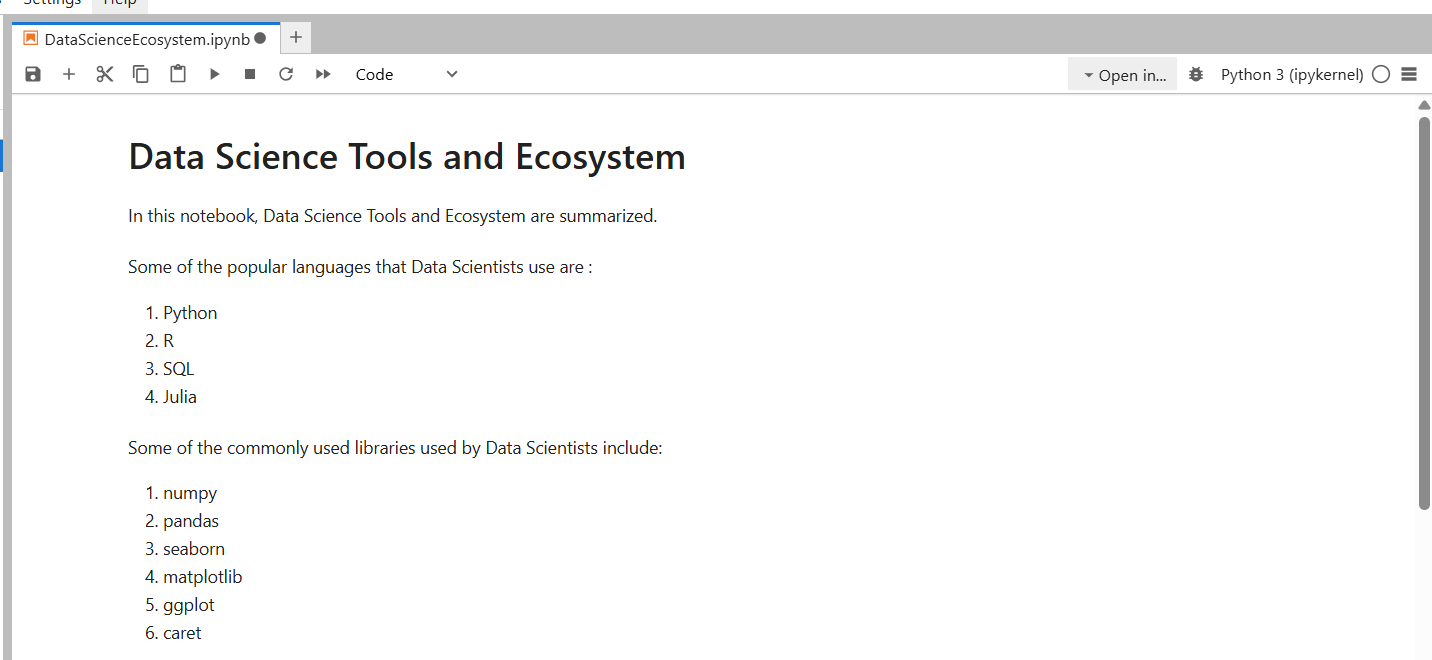 Settings Help
DataScienceEcosystem.ipynb
Code Open in... Python 3 (ipykernel)
Data Science Tools and Ecosystem
In this notebook, Data Science Tools and Ecosystem are summarized.
Some of the popular languages that Data Scientists use are :
1. Python
2. R
3. SQL
4. Julia
Some of the commonly used libraries used by Data Scientists include:
1. numpy
2. pandas
3. seaborn
4. matplotlib
5. ggplot
6. caret